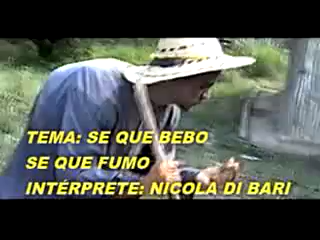 TEMA: SE QUE BEBO
SE QUE FUMO
INTÉRPRETE: NICOLA DI BARI